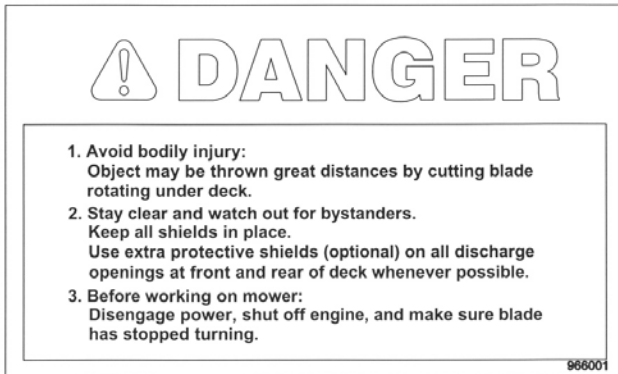 DANGER
1. Avoid bodily injury:
Object may be thrown great distances by cutting blade
rotating under deck.
2. Stay clear and watch out for bystanders.
Keep all shields in place.
Use extra protective shields (optional) on all discharge
openings at front and rear of deck whenever possible.
3. Before working on mower:
Disengage power, shut off engine, and make sure blade
has stopped turning.
966001